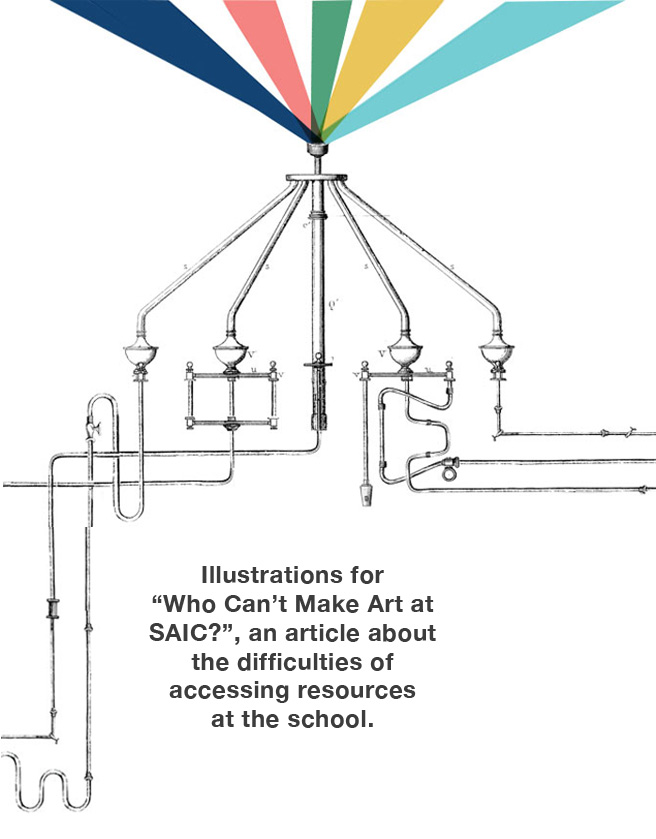 Illustrations for
“Who Can’t Make Art at
SAIC?”, an article about
the difficulties of
accessing resources
at the school.